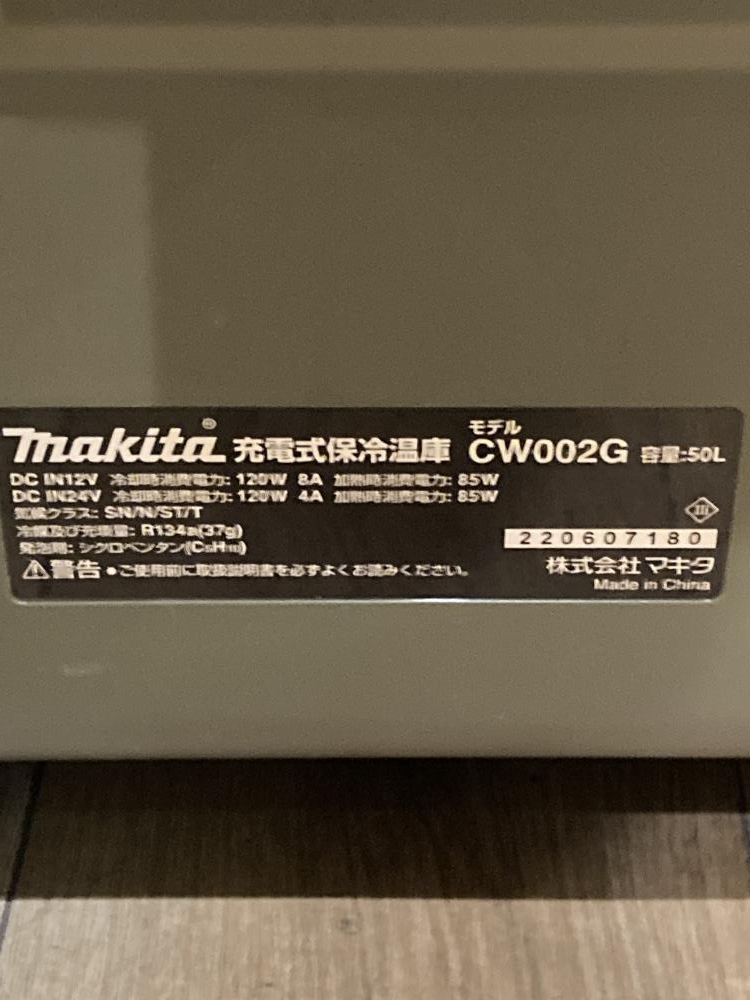 makita® 充電式保冷温庫 モデル CW002G 容量:50L
DC IN12V 冷却時消費電力: 120W 8A 加熱時消費電力: 85W
DC IN24V 冷却時消費電力: 120W 4A 加熱時消費電力: 85W
気候クラス: SN/N/ST/T
冷媒及び充填量: R134a(37g)
発泡剤: シクロペンタン(C₅H₁₀)
220607180
⚠警告 ●ご使用前に取扱説明書を必ずよくお読みください。
株式会社マキタ
Made in China